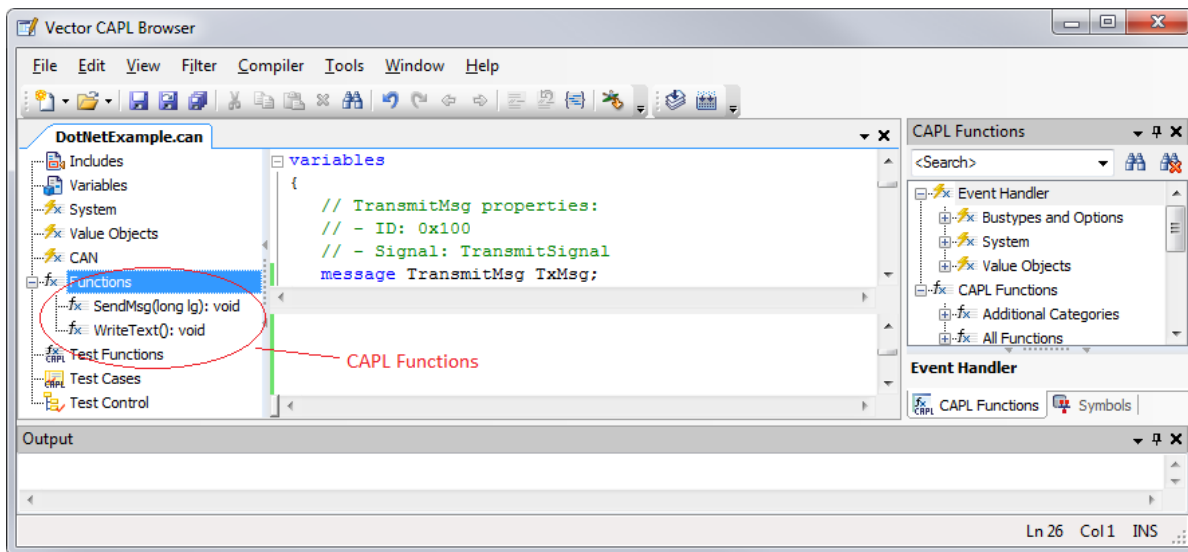 Vector CAPL Browser
File Edit View Filter Compiler Tools Window Help
DotNetExample.can
Includes
Variables
System
Value Objects
CAN
Functions
SendMsg(long lg): void
WriteText(): void
Test Functions
Test Cases
Test Control
variables
{
// TransmitMsg properties:
// - ID: 0x100
// - Signal: TransmitSignal
message TransmitMsg TxMsg;
CAPL Functions
CAPL Functions
<Search>
Event Handler
Bustypes and Options
System
Value Objects
CAPL Functions
Additional Categories
All Functions
Event Handler
CAPL Functions Symbols
Output
Ln 26 Col 1 INS